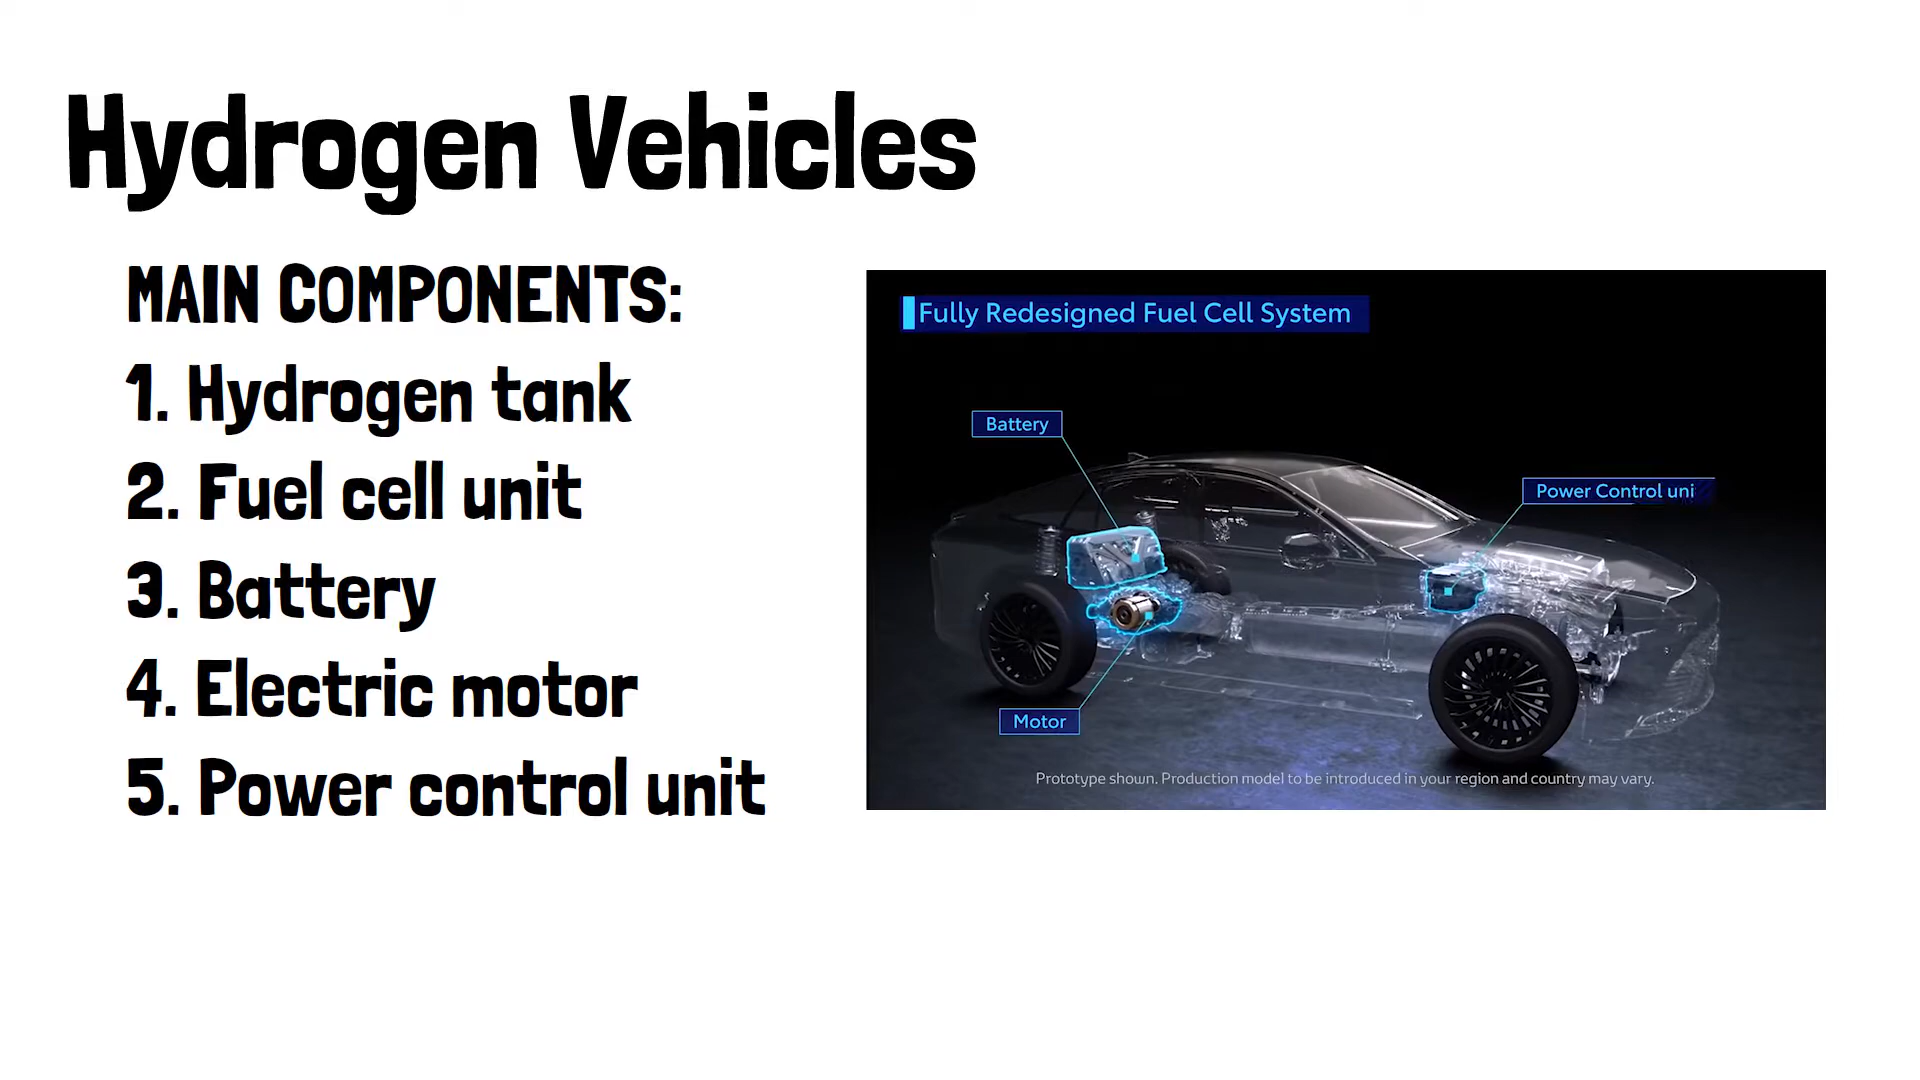 Hydrogen Vehicles
MAIN COMPONENTS:
1. Hydrogen tank
2. Fuel cell unit
3. Battery
4. Electric motor
5. Power control unit
Fully Redesigned Fuel Cell System
Battery
Power Control uni
Motor
Prototype shown. Production model to be introduced in your region and country may vary.